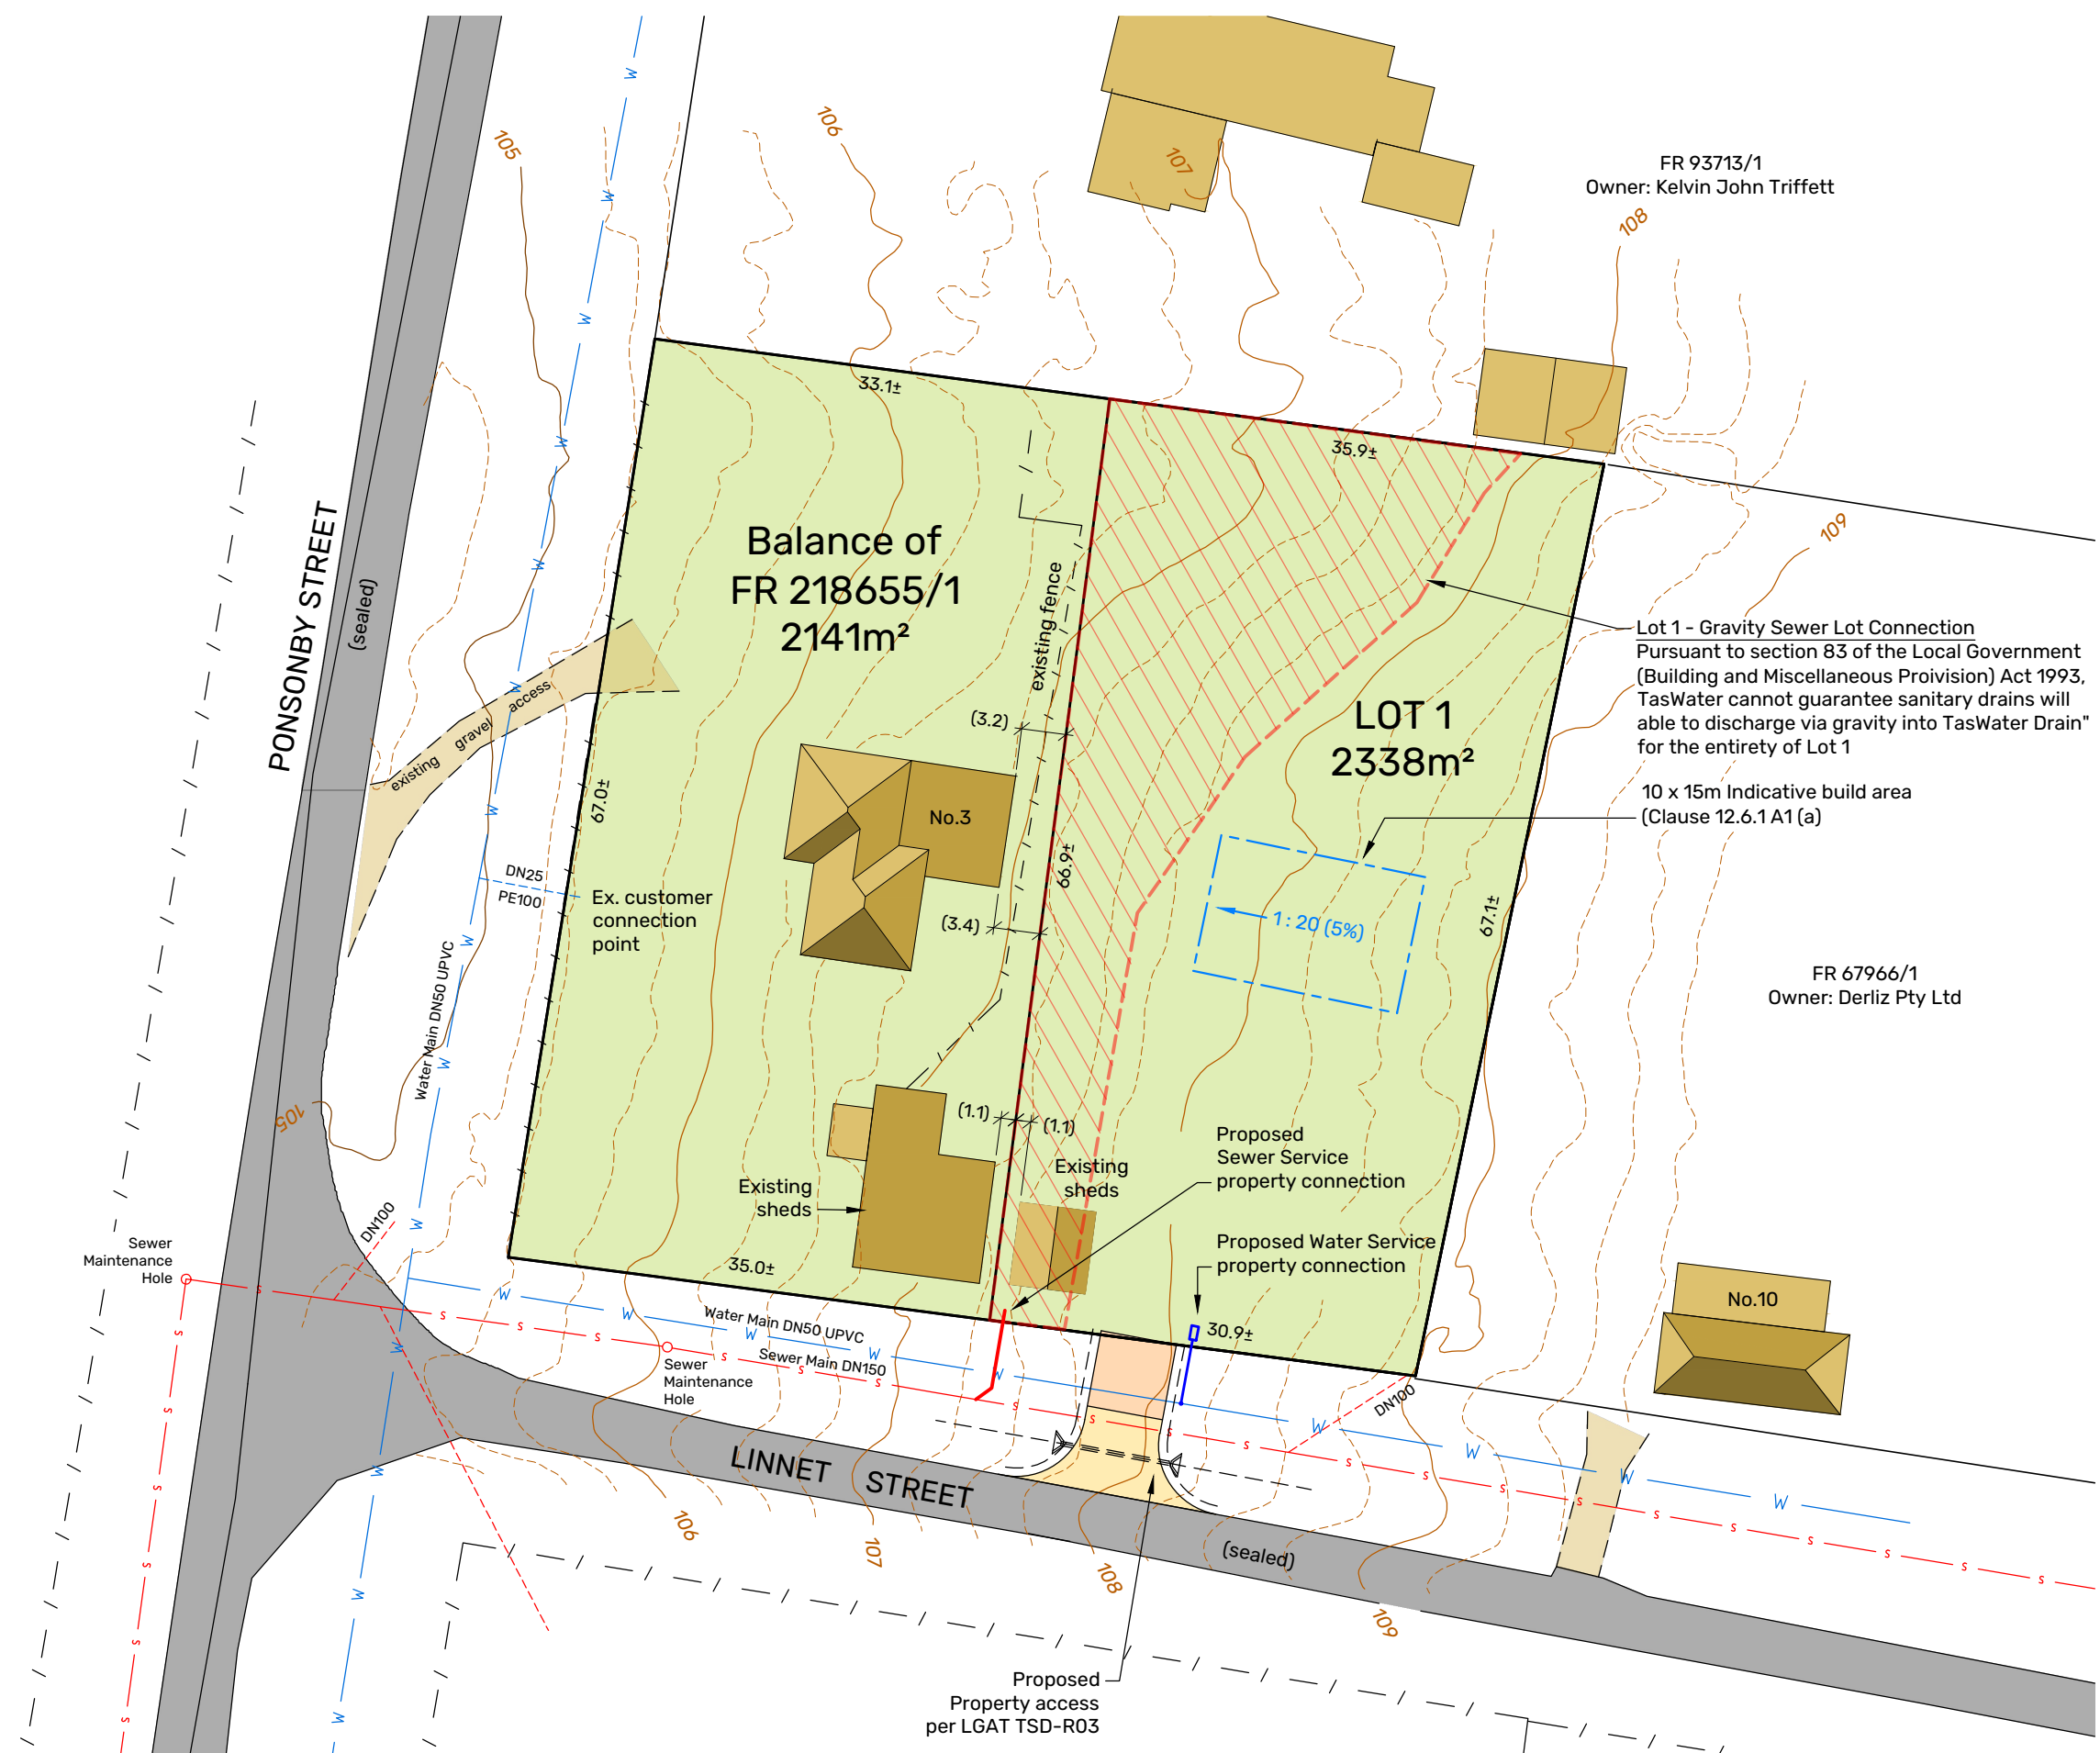 FR 93713/1
Owner: Kelvin John Triffett
105
106
107
108
109
33.1±
35.9±
PONSONBY STREET
(sealed)
Balance of
FR 218655/1
2141m²
existing fence
LOT 1
2338m²
Lot 1 - Gravity Sewer Lot Connection
Pursuant to section 83 of the Local Government
(Building and Miscellaneous Proivision) Act 1993,
TasWater cannot guarantee sanitary drains will
able to discharge via gravity into TasWater Drain"
for the entirety of Lot 1
10 x 15m Indicative build area
(Clause 12.6.1 A1 (a)
existing gravel access
(3.2)
No.3
67.0±
66.9±
67.1±
DN25
PE100
Ex. customer
connection
point
(3.4)
1 : 20 (5%)
FR 67966/1
Owner: Derliz Pty Ltd
Water Main DN50 UPVC
105
(1.1)
(1.1)
Existing
sheds
Existing
sheds
Proposed
Sewer Service
property connection
Proposed Water Service
property connection
DN100
Sewer
Maintenance
Hole
35.0±
30.9±
No.10
Water Main DN50 UPVC
Sewer Main DN150
Sewer
Maintenance
Hole
DN100
LINNET STREET
(sealed)
106
107
108
109
Proposed
Property access
per LGAT TSD-R03
W W W W W W W W W W W W W W W W
W W W W W W W W W W
S S S S S S S S S S S S S S S S S S S S
S S S S S S